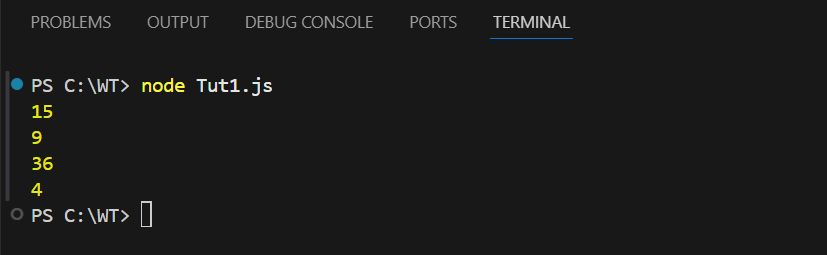 PROBLEMS OUTPUT DEBUG CONSOLE PORTS TERMINAL
PS C:\WT> node Tut1.js
15
9
36
4
PS C:\WT>